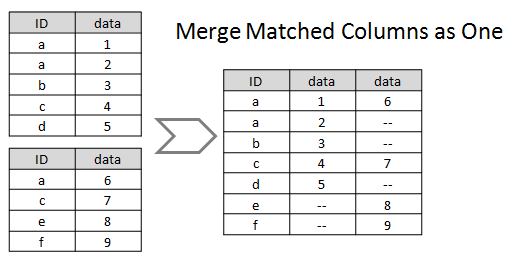 Merge Matched Columns as One
ID data
a 1
a 2
b 3
c 4
d 5
ID data
a 6
c 7
e 8
f 9
ID data data
a 1 6
a 2 --
b 3 --
c 4 7
d 5 --
e -- 8
f -- 9